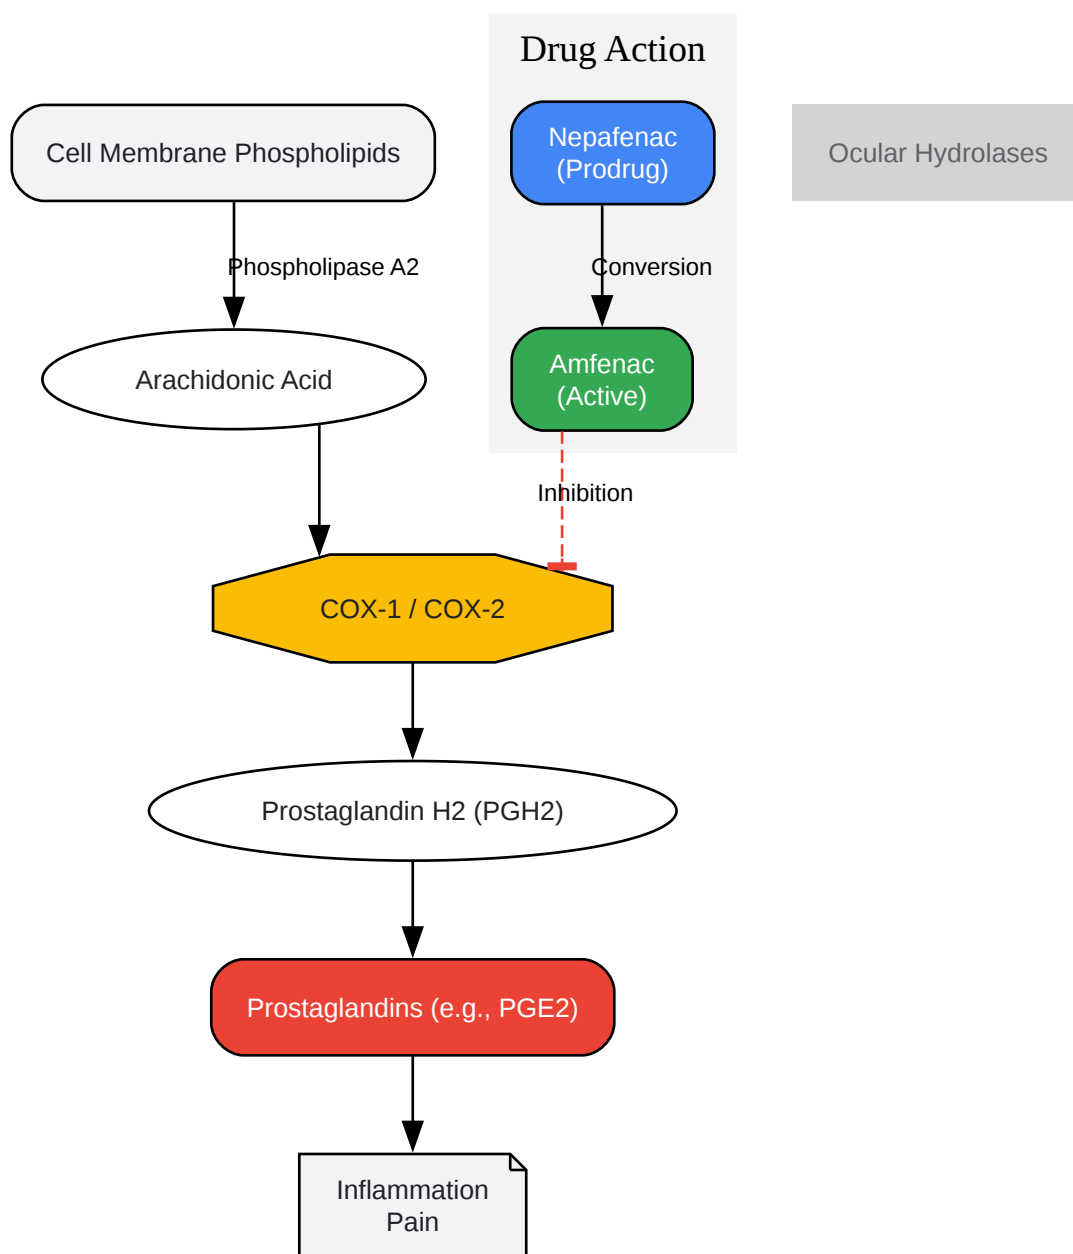 Drug Action
Cell Membrane Phospholipids
Nepafenac
(Prodrug)
Ocular Hydrolases
Phospholipase A2
Conversion
Arachidonic Acid
Amfenac
(Active)
Inhibition
COX-1 / COX-2
Prostaglandin H2 (PGH2)
Prostaglandins (e.g., PGE2)
Inflammation
Pain